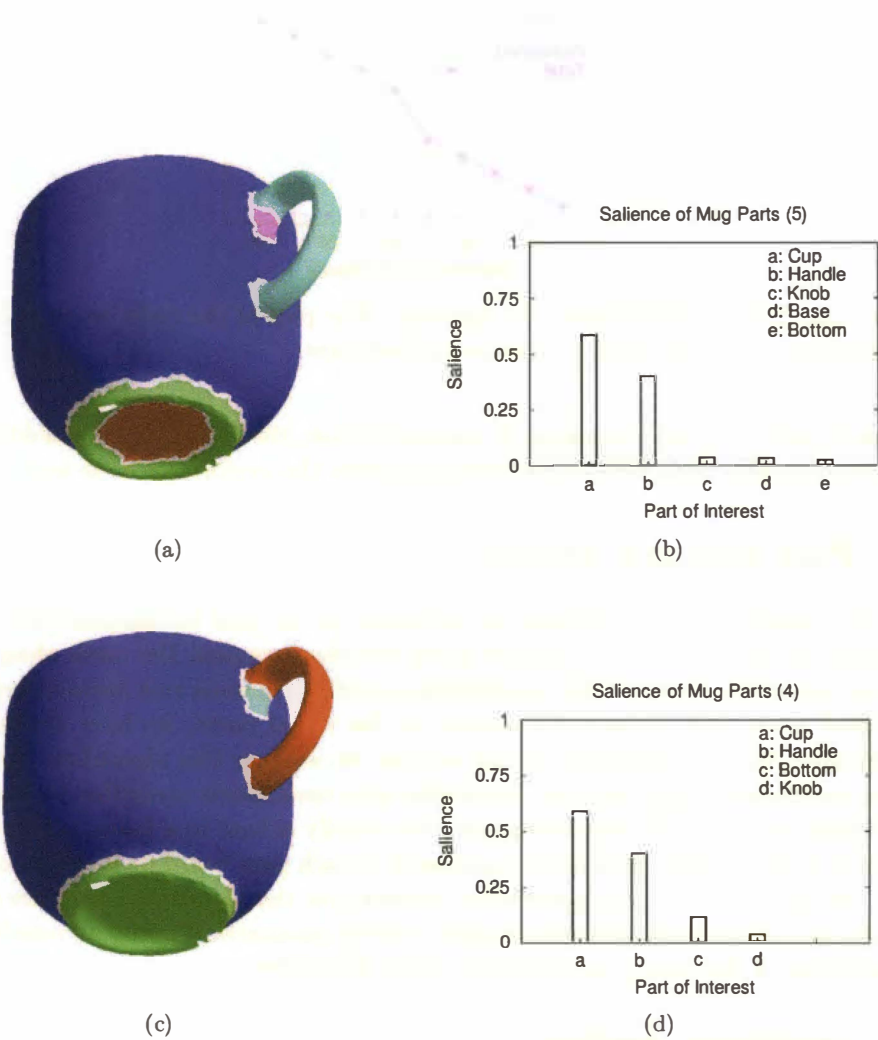 Salience of Mug Parts (5)
1
a: Cup
b: Handle
c: Knob
d: Base
e: Bottom
0.75
0.5
0.25
0
Salience
a b c d e
Part of Interest
(a)
(b)
Salience of Mug Parts (4)
1
a: Cup
b: Handle
c: Bottom
d: Knob
0.75
0.5
0.25
0
Salience
a b c d
Part of Interest
(c)
(d)